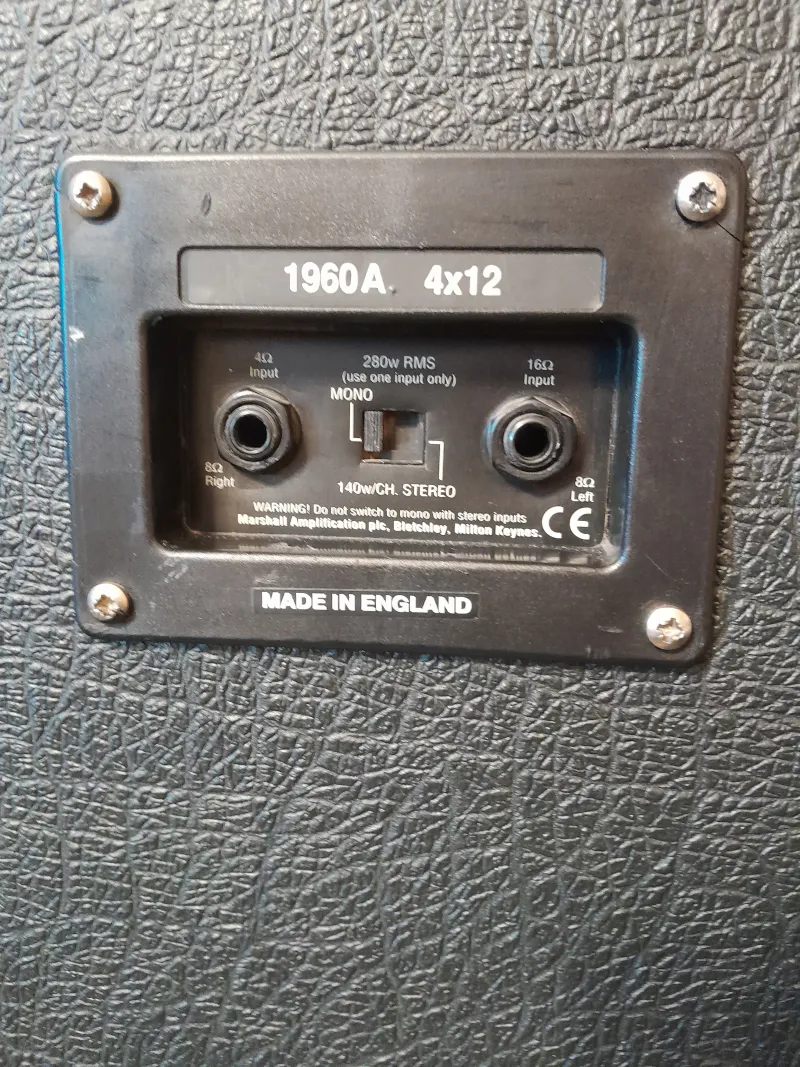 1960A 4x12
4Ω
Input
280w RMS
(use one input only)
16Ω
Input
MONO
8Ω
Right
140w/CH. STEREO
8Ω
Left
WARNING! Do not switch to mono with stereo inputs
Marshall Amplification plc, Bletchley, Milton Keynes.
CE
MADE IN ENGLAND